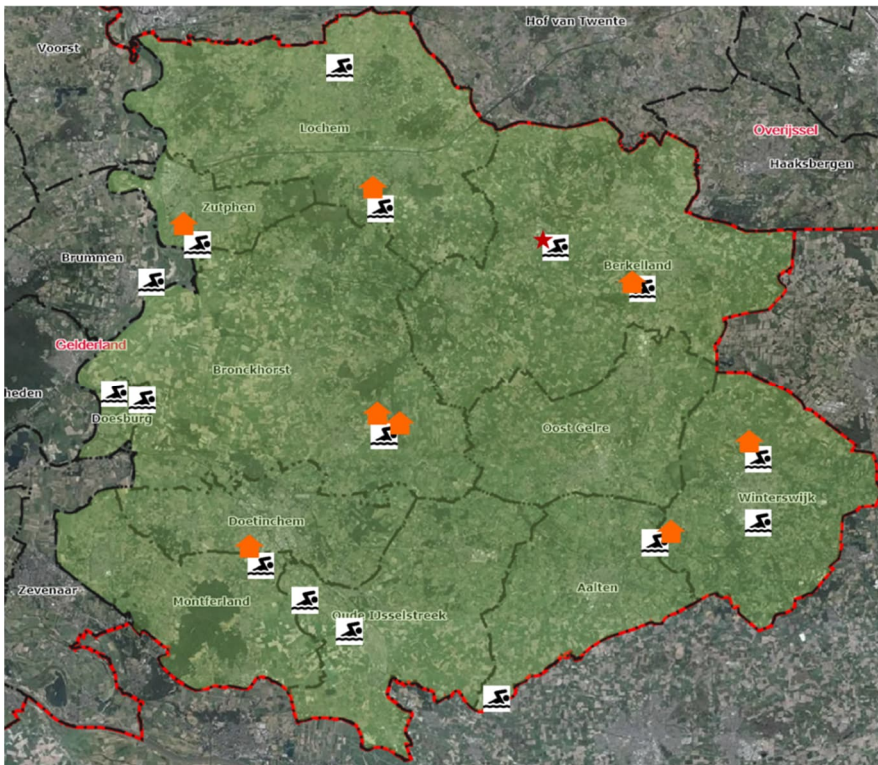 Hof van Twente
Voorst
Lochem
Overijssel
Haaksbergen
Zutphen
Brummen
Berkelland
Gelderland
Bronckhorst
heden
Doesburg
Oost Gelre
Winterswijk
Doetinchem
Zevenaar
Montferland
Aalten
Oude IJsselstreek